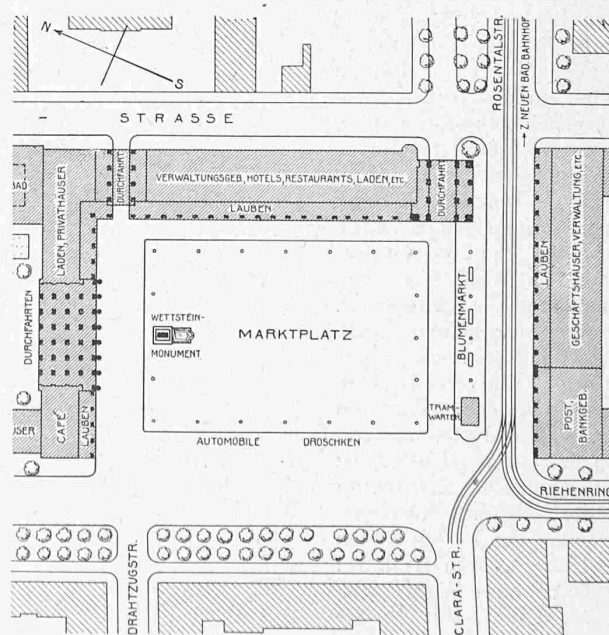 N
S
STRASSE
ROSENTALSTR.
→ Z. NEUEN BAD. BAHNHOF
BAD
LADEN, PRIVATHÄUSER
DURCHFAHRT
VERWALTUNGSGEB., HOTELS, RESTAURANTS, LADEN, ETC.
LAUBEN
DURCHFAHRT
LAUBEN
GESCHÄFTSHÄUSER, VERWALTUNG, ETC.
DURCHFAHRTEN
WETTSTEIN-
MONUMENT
MARKTPLATZ
BLUMENMARKT
TRAM-
WARTEH.
POST,
BANKGEB.
CAFÉ
LAUBEN
AUTOMOBILE DROSCHKEN
RIEHENRING
DRAHTZUGSTR.
CLARA-STR.